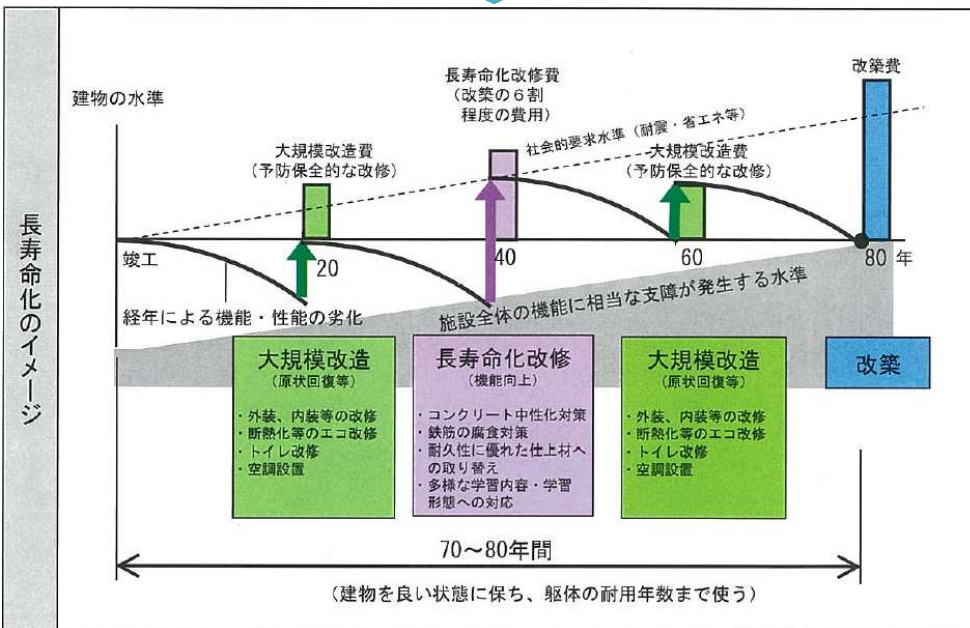 長寿命化のイメージ
建物の水準
大規模改造費
(予防保全的な改修)
長寿命化改修費
(改築の6割
程度の費用)
社会的要求水準(耐震・省エネ等)
大規模改造費
(予防保全的な改修)
改築費
竣工
20
40
60
80 年
経年による機能・性能の劣化
施設全体の機能に相当な支障が発生する水準
大規模改造
(原状回復等)
・外装、内装等の改修
・断熱化等のエコ改修
・トイレ改修
・空調設置
長寿命化改修
(機能向上)
・コンクリート中性化対策
・鉄筋の腐食対策
・耐久性に優れた仕上材へ
の取り替え
・多様な学習内容・学習
形態への対応
大規模改造
(原状回復等)
・外装、内装等の改修
・断熱化等のエコ改修
・トイレ改修
・空調設置
改築
70～80年間
(建物を良い状態に保ち、躯体の耐用年数まで使う)